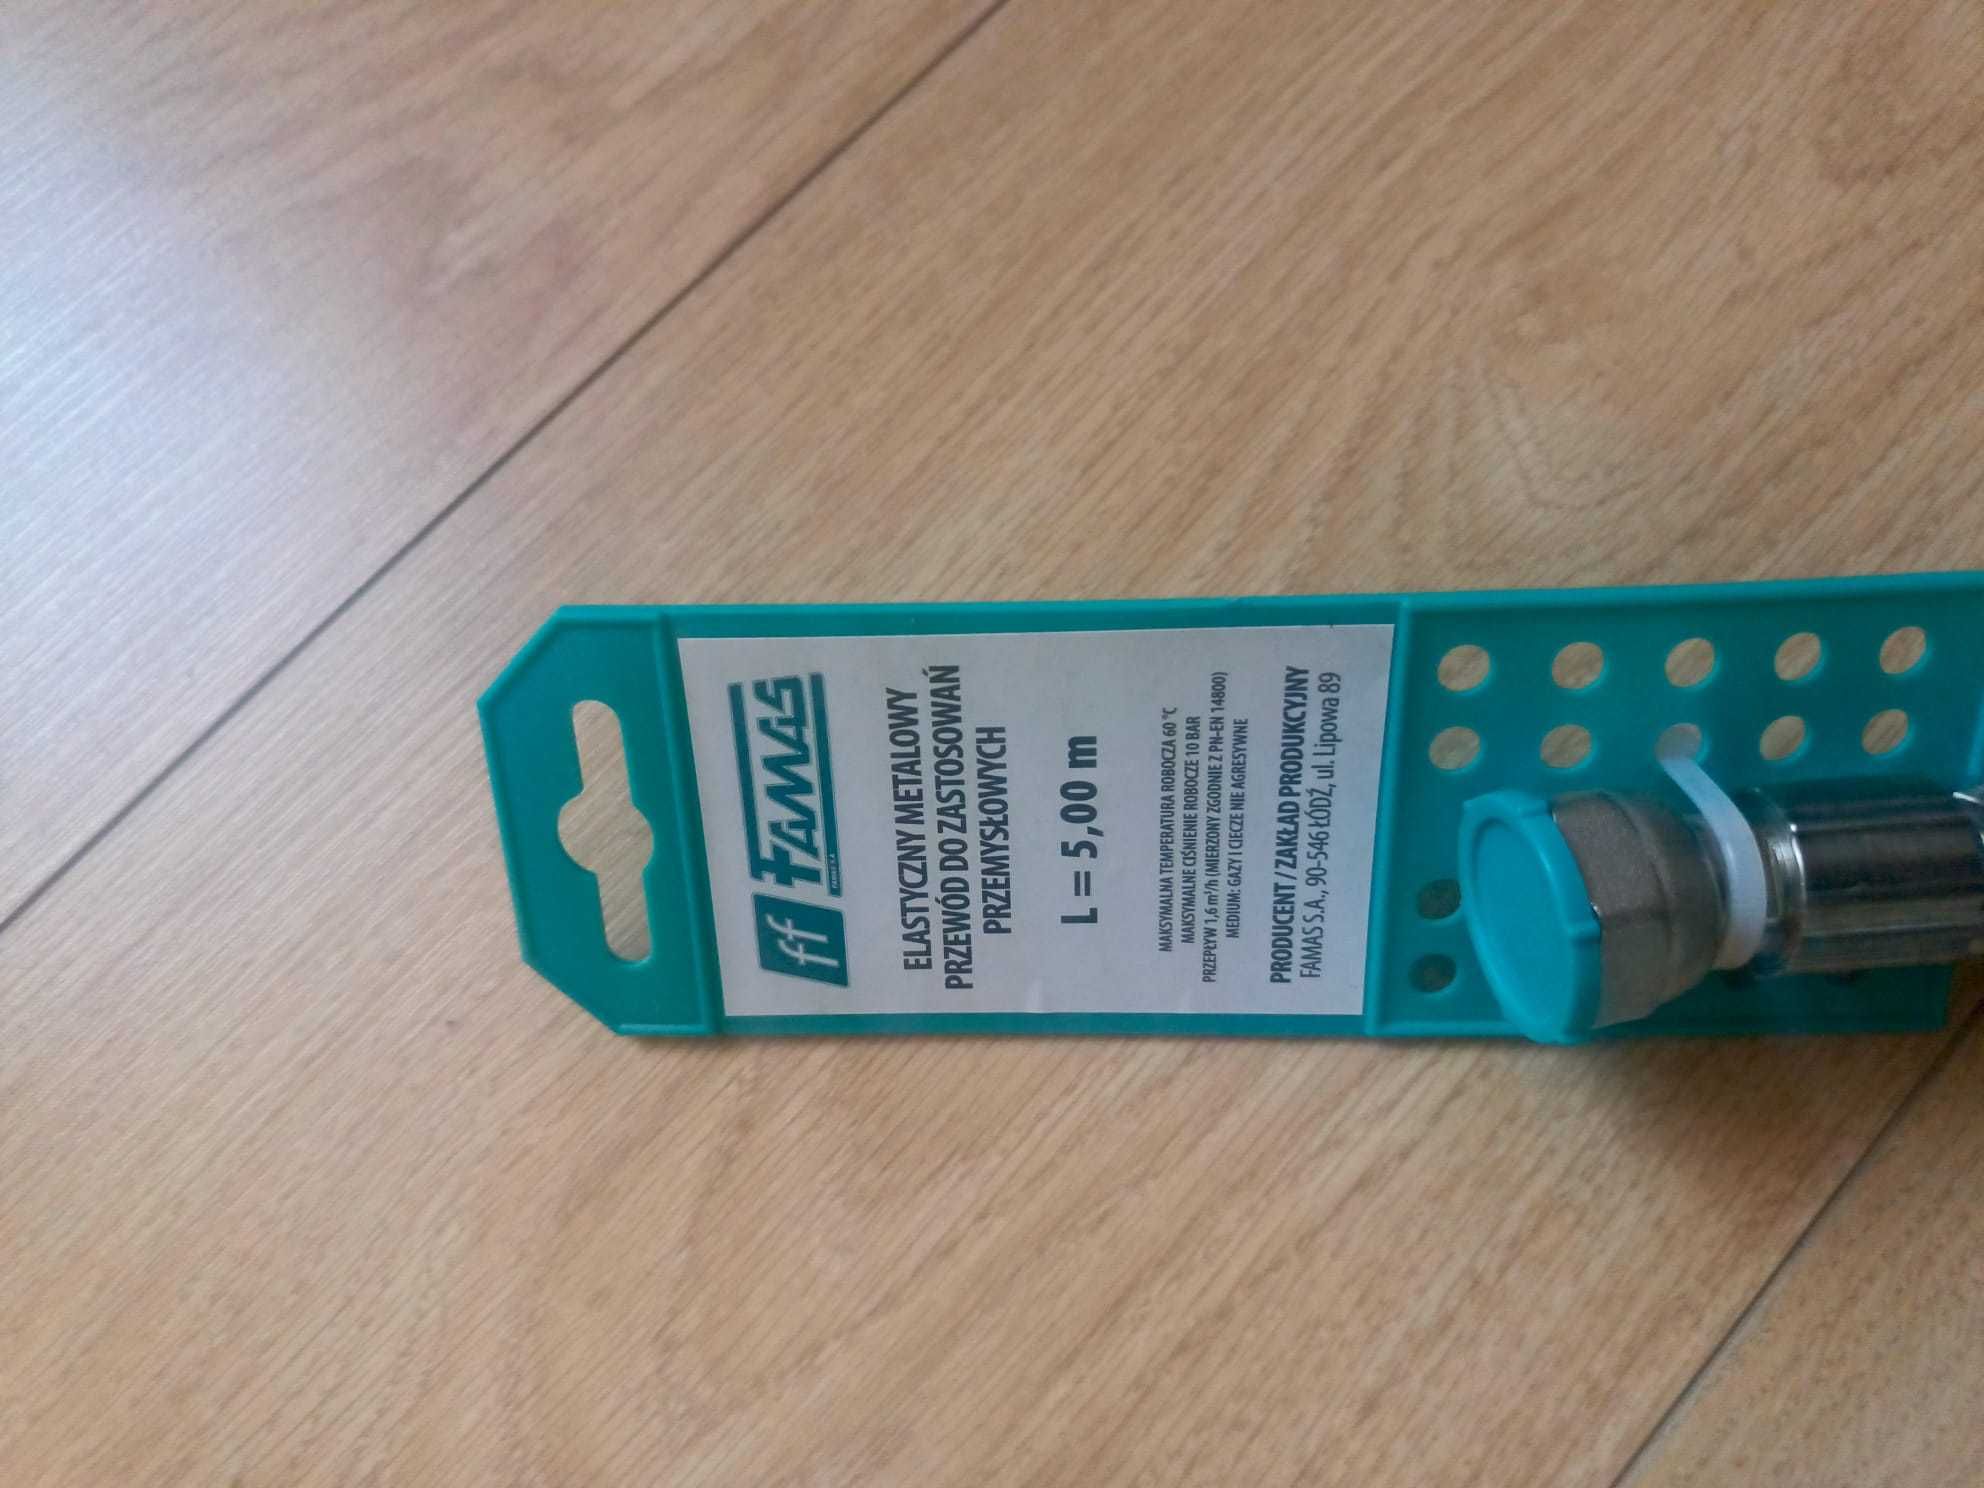 ff FAMAS
FAMAS S.A.
ELASTYCZNY METALOWY
PRZEWÓD DO ZASTOSOWAŃ
PRZEMYSŁOWYCH
L = 5,00 m
MAKSYMALNA TEMPERATURA ROBOCZA 60 °C
MAKSYMALNE CIŚNIENIE ROBOCZE 10 BAR
PRZEPŁYW 1,6 m³/h (MIERZONY ZGODNIE Z PN-EN 14800)
MEDIUM: GAZY I CIECZE NIE AGRESYWNE
PRODUCENT / ZAKŁAD PRODUKCYJNY
FAMAS S.A., 90-546 ŁÓDŹ, ul. Lipowa 89